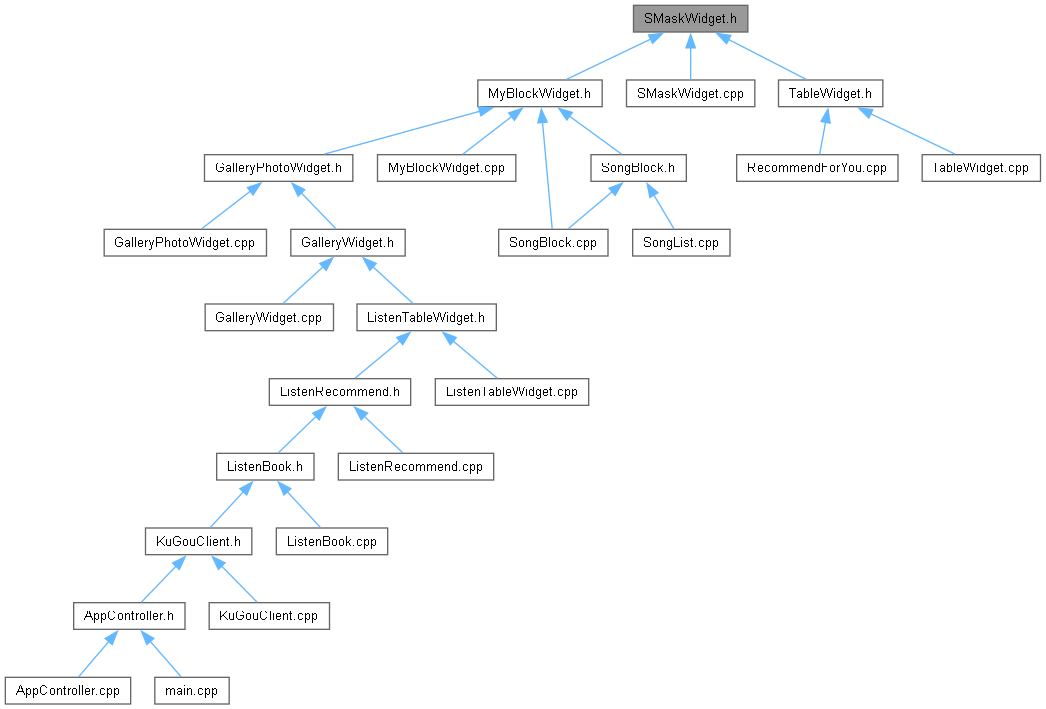 SMaskWidget.h
MyBlockWidget.h
SMaskWidget.cpp
TableWidget.h
GalleryPhotoWidget.h
MyBlockWidget.cpp
SongBlock.h
RecommendForYou.cpp
TableWidget.cpp
GalleryPhotoWidget.cpp
GalleryWidget.h
SongBlock.cpp
SongList.cpp
GalleryWidget.cpp
ListenTableWidget.h
ListenRecommend.h
ListenTableWidget.cpp
ListenBook.h
ListenRecommend.cpp
KuGouClient.h
ListenBook.cpp
AppController.h
KuGouClient.cpp
AppController.cpp
main.cpp